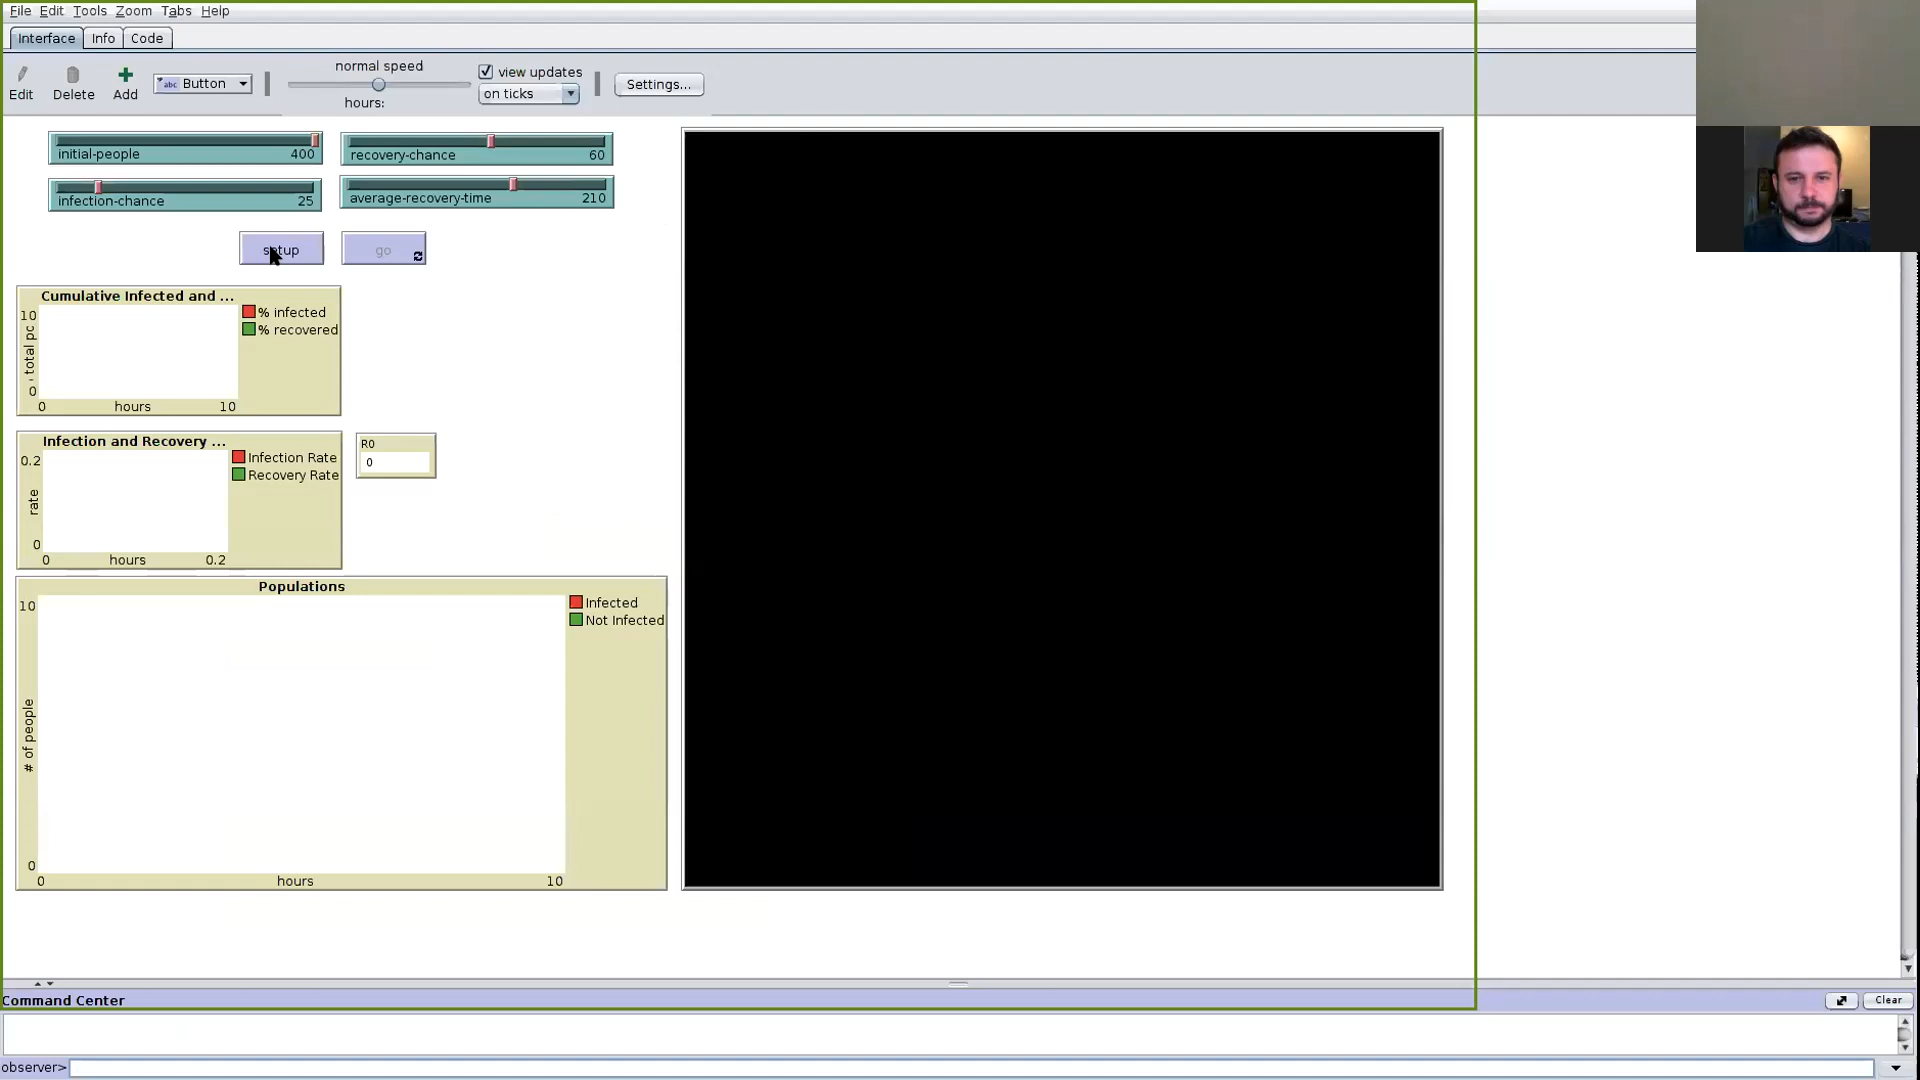 File Edit Tools Zoom Tabs Help
Interface Info Code
Edit Delete Add abc Button normal speed hours: view updates on ticks Settings...
initial-people 400
recovery-chance 60
infection-chance 25
average-recovery-time 210
setup go
Cumulative Infected and ...
10
- total pc
0
0 hours 10
% infected
% recovered
Infection and Recovery ...
0.2
rate
0
0 hours 0.2
Infection Rate
Recovery Rate
R0
0
Populations
10
# of people
0
0 hours 10
Infected
Not Infected
Command Center Clear
observer>